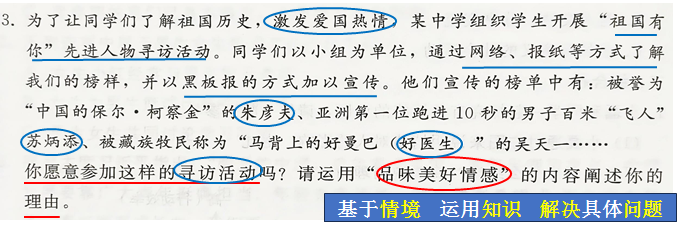 3. 为了让同学们了解祖国历史，激发爱国热情 某中学组织学生开展“祖国有
你”先进人物寻访活动。同学们以小组为单位，通过网络、报纸等方式了解
我们的榜样，并以黑板报的方式加以宣传。他们宣传的榜单中有：被誉为
“中国的保尔·柯察金”的朱彦夫、亚洲第一位跑进 10 秒的男子百米“飞人”
苏炳添、被藏族牧民称为“马背上的好曼巴（好医生）”的吴天一……
你愿意参加这样的寻访活动吗？请运用“品味美好情感”的内容阐述你的
理由。
基于情境 运用知识 解决具体问题